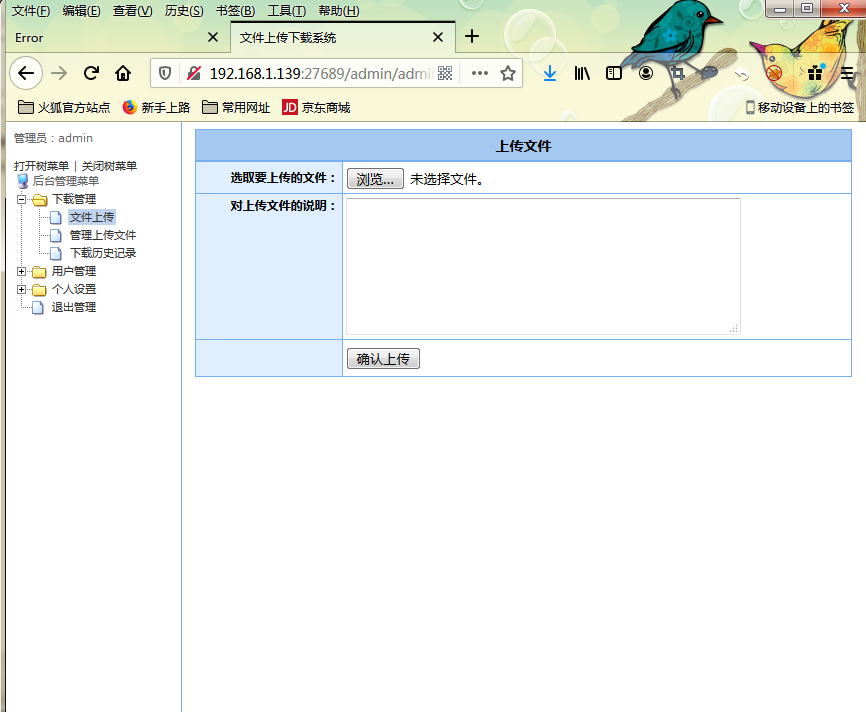 文件(F) 编辑(E) 查看(V) 历史(S) 书签(B) 工具(T) 帮助(H)
Error
文件上传下载系统
192.168.1.139:27689/admin/admi
火狐官方站点 新手上路 常用网址 JD 京东商城 移动设备上的书签
管理员：admin
打开树菜单 | 关闭树菜单
后台管理菜单
下载管理
文件上传
管理上传文件
下载历史记录
用户管理
个人设置
退出管理
上传文件
选取要上传的文件： 浏览... 未选择文件。
对上传文件的说明：
确认上传